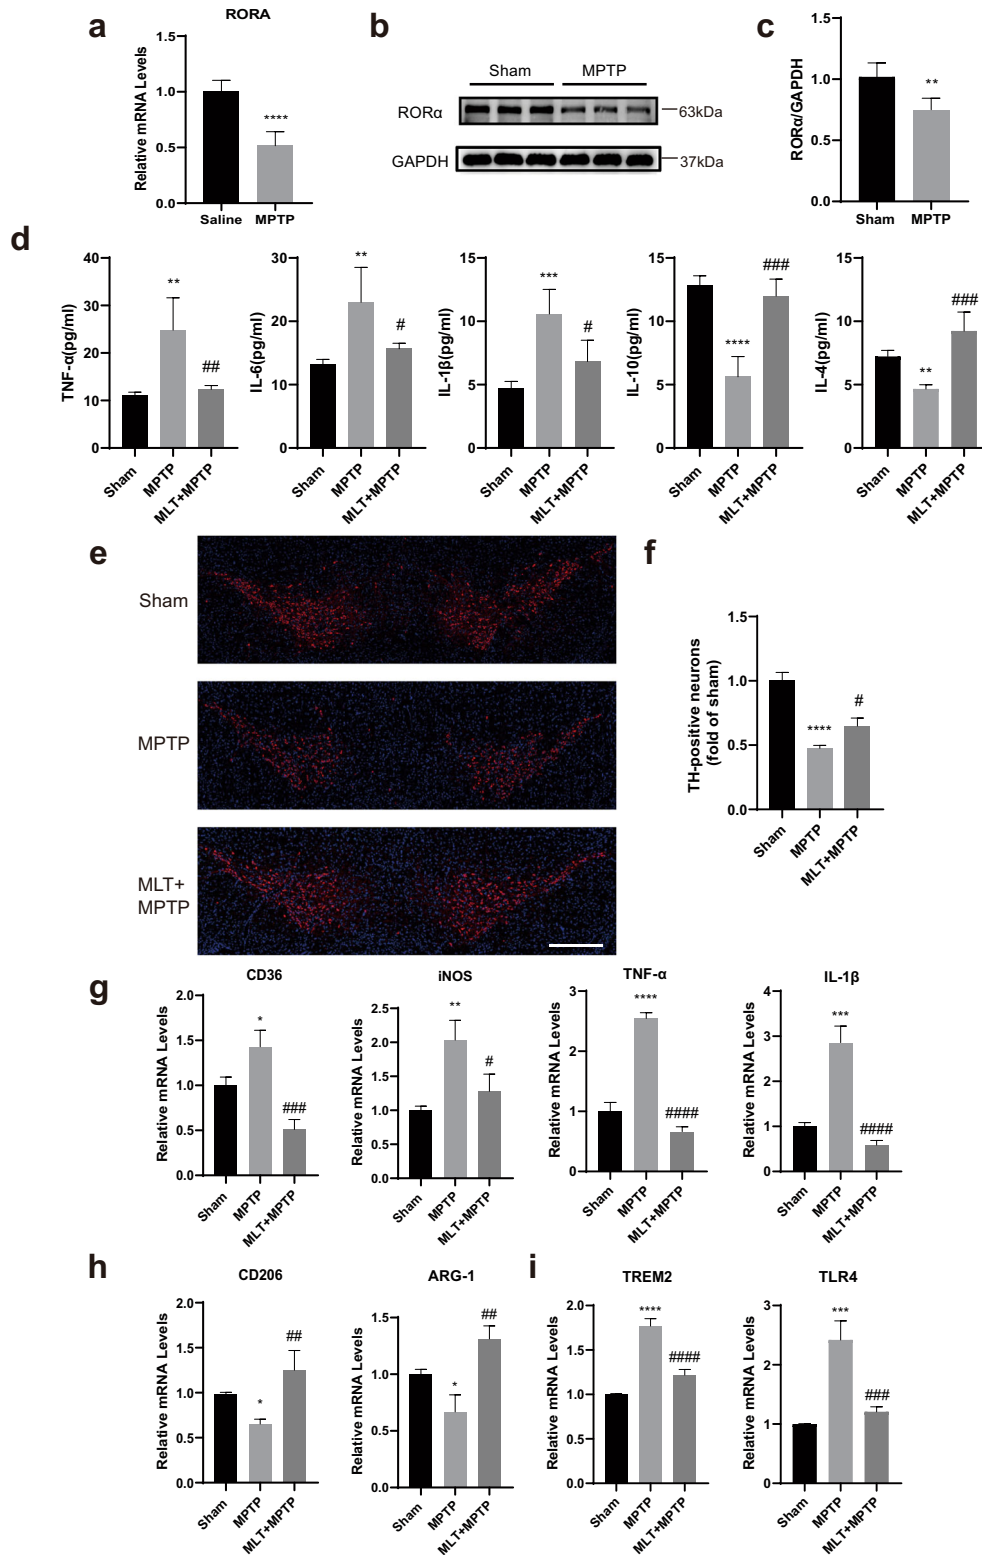 a
RORA
Relative mRNA Levels
1.5
1.0
0.5
0.0
****
Saline MPTP
b
Sham MPTP
RORα
63kDa
GAPDH
37kDa
c
RORα/GAPDH
1.5
1.0
0.5
0.0
**
Sham MPTP
d
TNF-α(pg/ml)
40
30
20
10
0
**
##
Sham
MPTP
MLT+MPTP
IL-6(pg/ml)
30
20
10
0
**
#
Sham
MPTP
MLT+MPTP
IL-1β(pg/ml)
15
10
5
0
***
#
Sham
MPTP
MLT+MPTP
IL-10(pg/ml)
15
10
5
0
****
###
Sham
MPTP
MLT+MPTP
IL-4(pg/ml)
15
10
5
0
**
###
Sham
MPTP
MLT+MPTP
e
Sham
MPTP
MLT+
MPTP
f
TH-positive neurons
(fold of sham)
1.5
1.0
0.5
0.0
****
#
Sham
MPTP
MLT+MPTP
g
CD36
Relative mRNA Levels
2.0
1.5
1.0
0.5
0.0
*
###
Sham
MPTP
MLT+MPTP
iNOS
Relative mRNA Levels
2.5
2.0
1.5
1.0
0.5
0.0
**
#
Sham
MPTP
MLT+MPTP
TNF-α
Relative mRNA Levels
3
2
1
0
****
####
Sham
MPTP
MLT+MPTP
IL-1β
Relative mRNA Levels
4
3
2
1
0
***
####
Sham
MPTP
MLT+MPTP
h
CD206
Relative mRNA Levels
2.0
1.5
1.0
0.5
0.0
*
##
Sham
MPTP
MLT+MPTP
ARG-1
Relative mRNA Levels
1.5
1.0
0.5
0.0
*
##
Sham
MPTP
MLT+MPTP
i
TREM2
Relative mRNA Levels
2.0
1.5
1.0
0.5
0.0
****
####
Sham
MPTP
MLT+MPTP
TLR4
Relative mRNA Levels
3
2
1
0
***
###
Sham
MPTP
MLT+MPTP